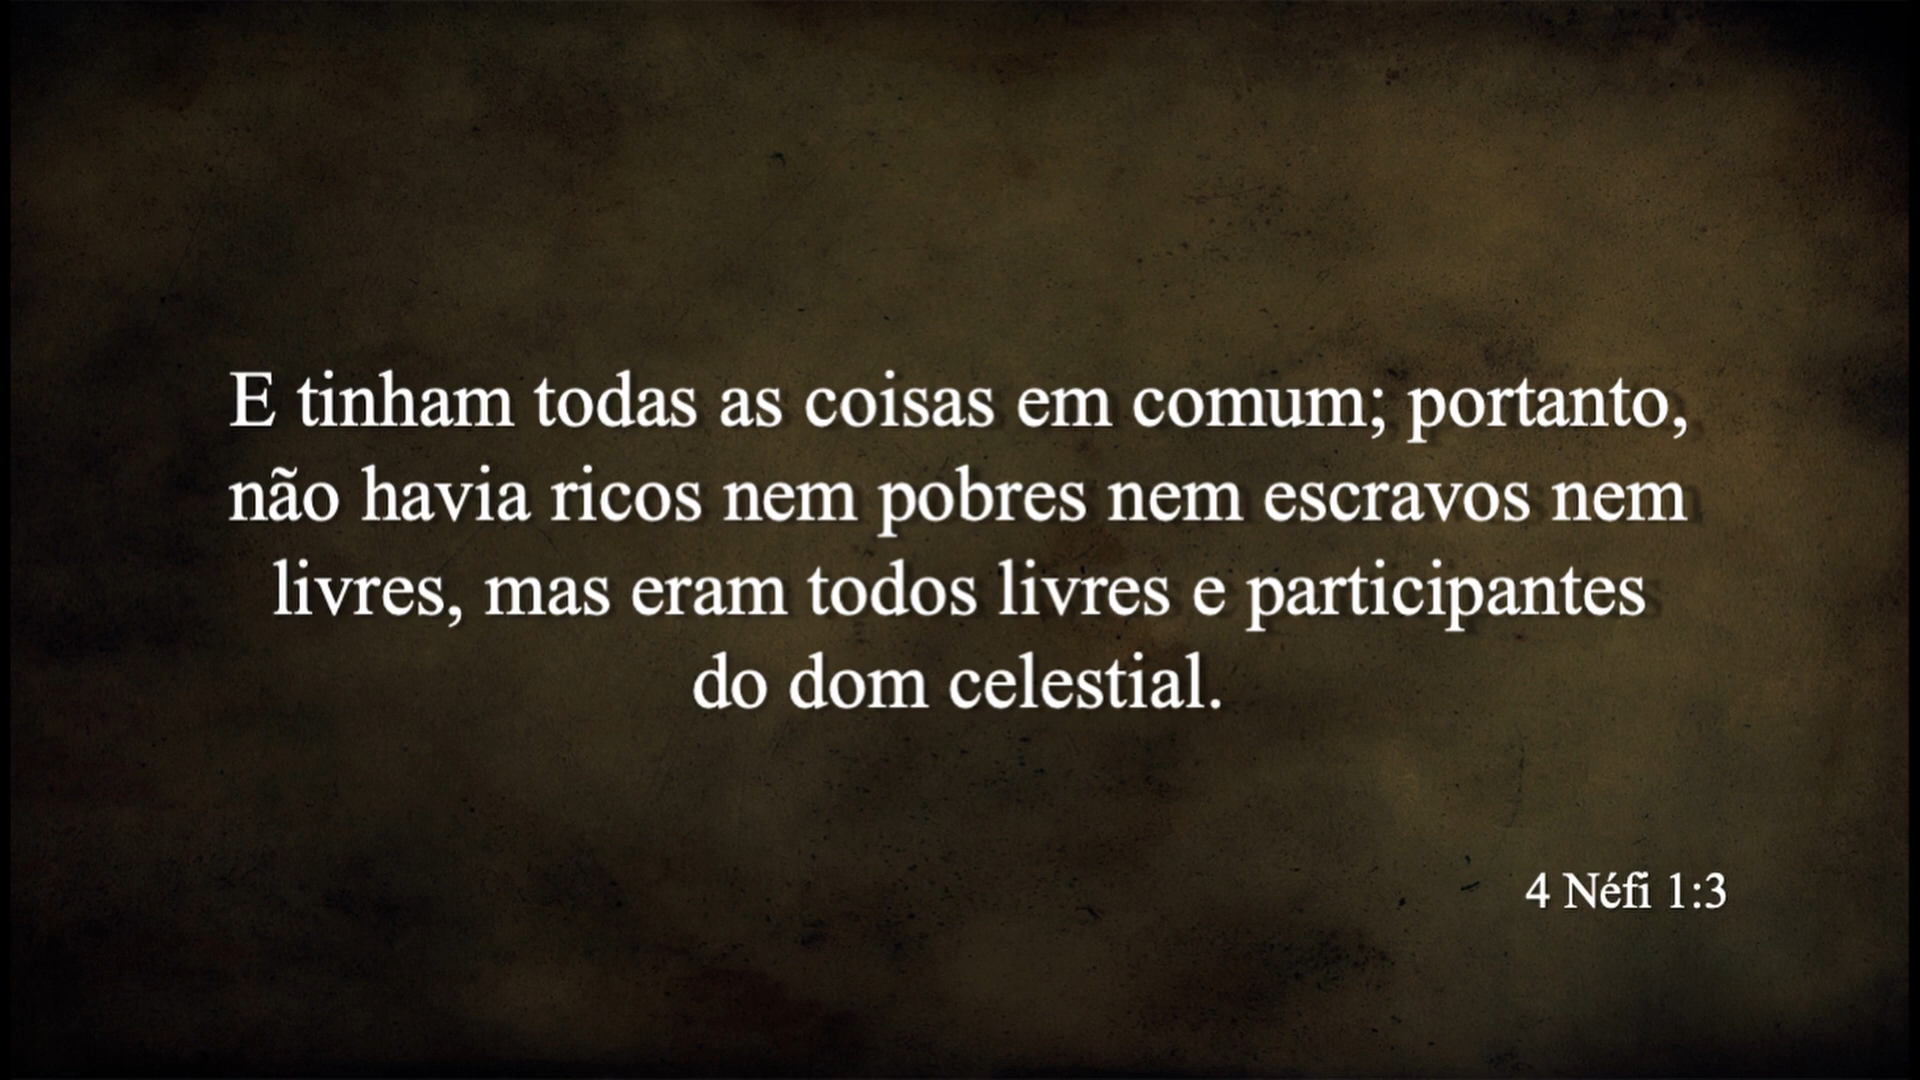 E tinham todas as coisas em comum; portanto,
não havia ricos nem pobres nem escravos nem
livres, mas eram todos livres e participantes
do dom celestial.
4 Néfi 1:3